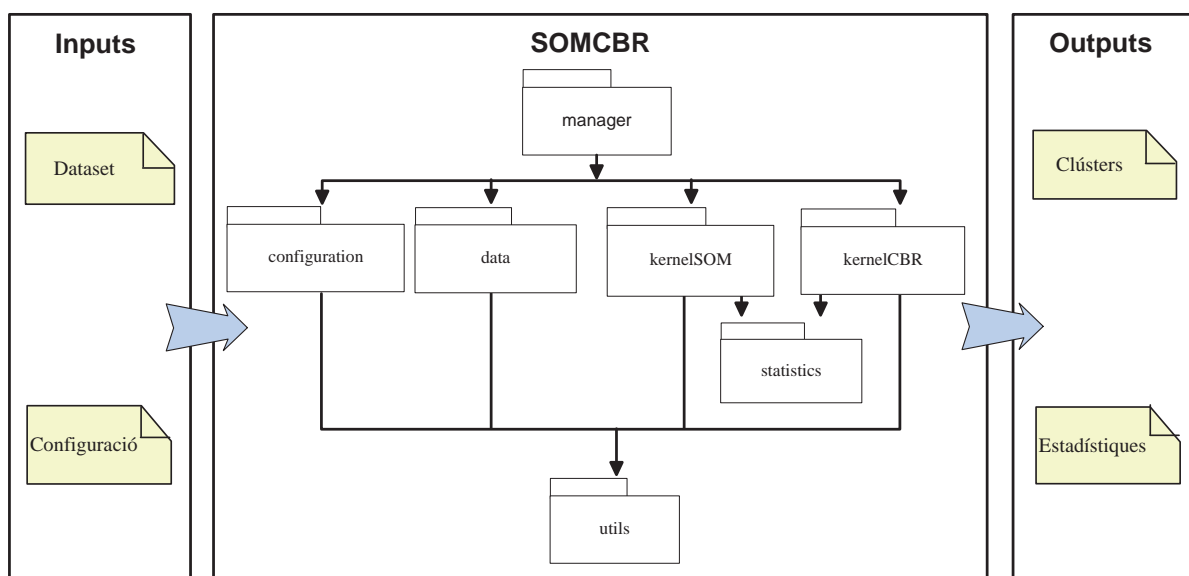 Inputs
Dataset
Configuració
SOMCBR
manager
configuration
data
kernelSOM
kernelCBR
statistics
utils
Outputs
Clústers
Estadístiques